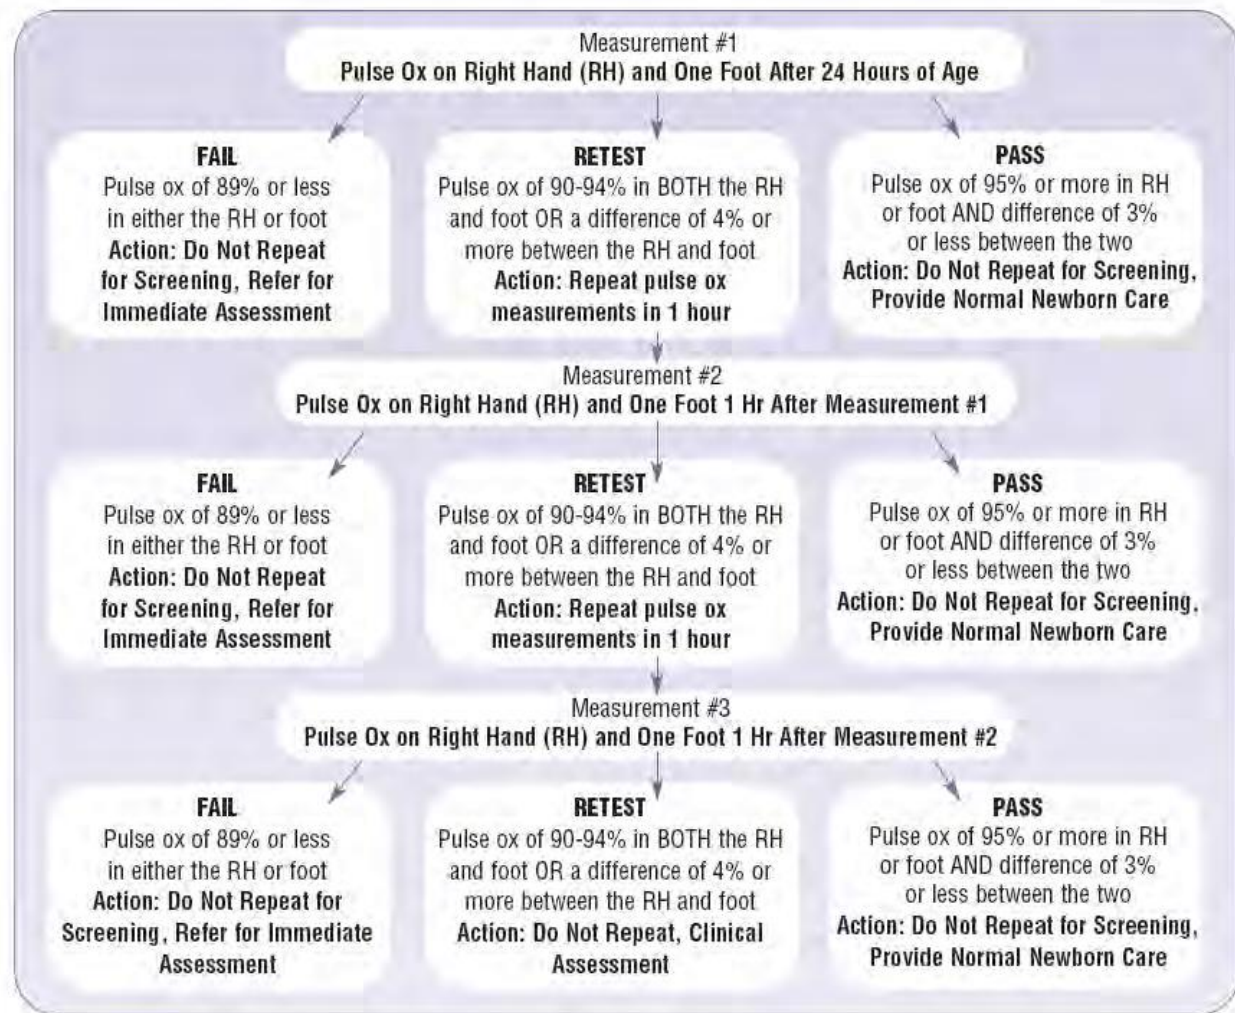 Measurement #1
Pulse Ox on Right Hand (RH) and One Foot After 24 Hours of Age
FAIL
Pulse ox of 89% or less
in either the RH or foot
Action: Do Not Repeat
for Screening, Refer for
Immediate Assessment
RETEST
Pulse ox of 90-94% in BOTH the RH
and foot OR a difference of 4% or
more between the RH and foot
Action: Repeat pulse ox
measurements in 1 hour
PASS
Pulse ox of 95% or more in RH
or foot AND difference of 3%
or less between the two
Action: Do Not Repeat for Screening,
Provide Normal Newborn Care
Measurement #2
Pulse Ox on Right Hand (RH) and One Foot 1 Hr After Measurement #1
FAIL
Pulse ox of 89% or less
in either the RH or foot
Action: Do Not Repeat
for Screening, Refer for
Immediate Assessment
RETEST
Pulse ox of 90-94% in BOTH the RH
and foot OR a difference of 4% or
more between the RH and foot
Action: Repeat pulse ox
measurements in 1 hour
PASS
Pulse ox of 95% or more in RH
or foot AND difference of 3%
or less between the two
Action: Do Not Repeat for Screening,
Provide Normal Newborn Care
Measurement #3
Pulse Ox on Right Hand (RH) and One Foot 1 Hr After Measurement #2
FAIL
Pulse ox of 89% or less
in either the RH or foot
Action: Do Not Repeat for
Screening, Refer for Immediate
Assessment
RETEST
Pulse ox of 90-94% in BOTH the RH
and foot OR a difference of 4% or
more between the RH and foot
Action: Do Not Repeat, Clinical
Assessment
PASS
Pulse ox of 95% or more in RH
or foot AND difference of 3%
or less between the two
Action: Do Not Repeat for Screening,
Provide Normal Newborn Care